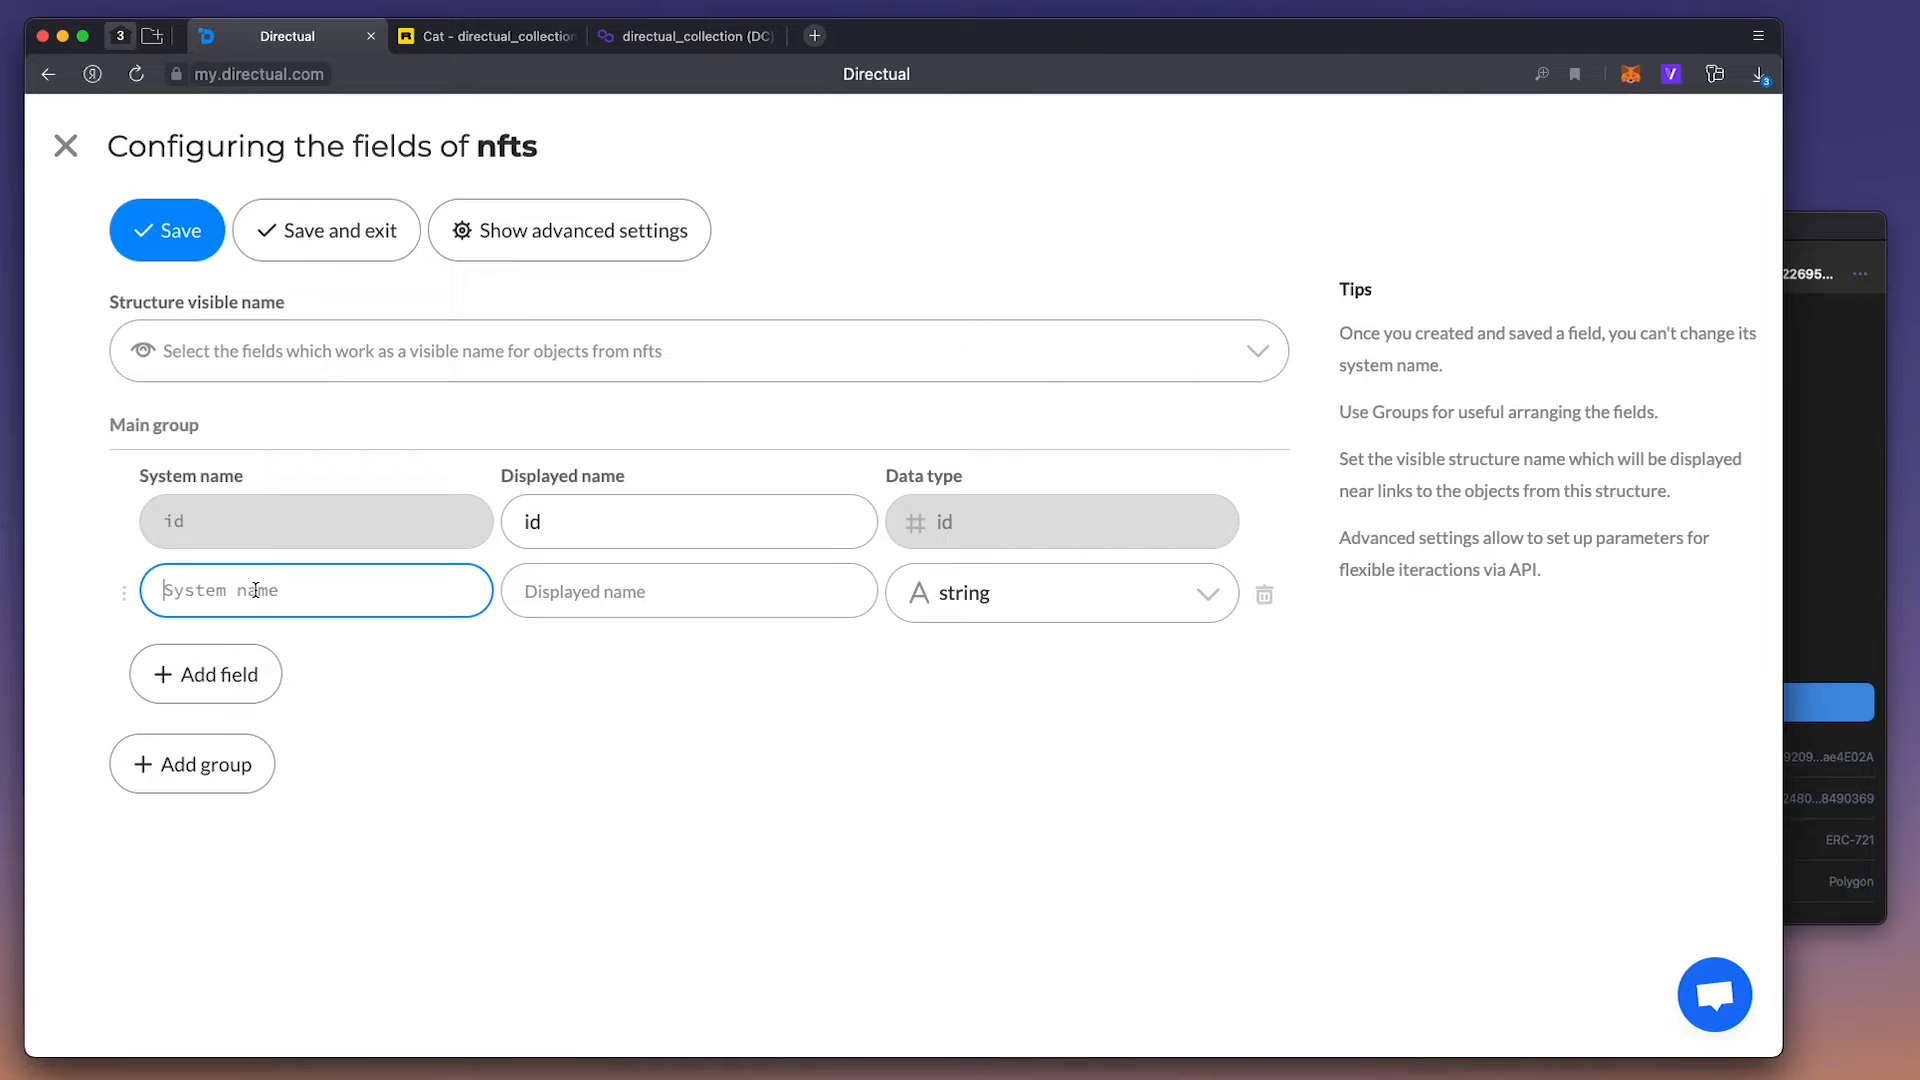 3
Directual
Cat - directual_collection
directual_collection (DC)
my.directual.com
Directual
3
Configuring the fields of nfts
Save
Save and exit
Show advanced settings
Structure visible name
Select the fields which work as a visible name for objects from nfts
Main group
System name
Displayed name
Data type
id
id
id
System name
Displayed name
string
Add field
Add group
Tips
Once you created and saved a field, you can't change its
system name.
Use Groups for useful arranging the fields.
Set the visible structure name which will be displayed
near links to the objects from this structure.
Advanced settings allow to set up parameters for
flexible iteractions via API.
22695...
9209...ae4E02A
2480...8490369
ERC-721
Polygon